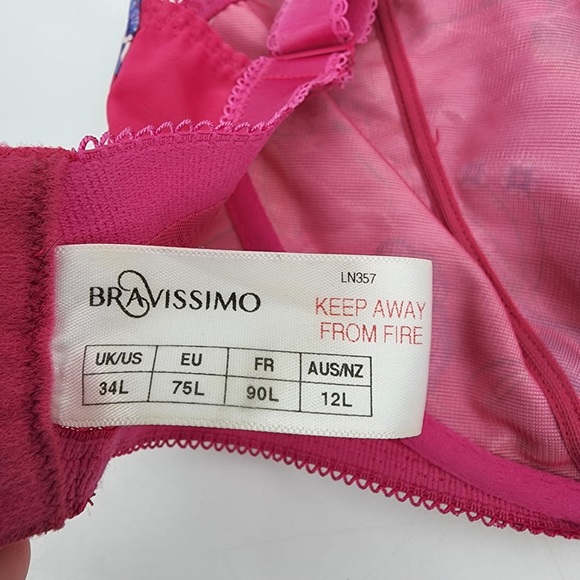 LN357
BRAVISSIMO
KEEP AWAY
FROM FIRE
UK/US EU FR AUS/NZ
34L 75L 90L 12L